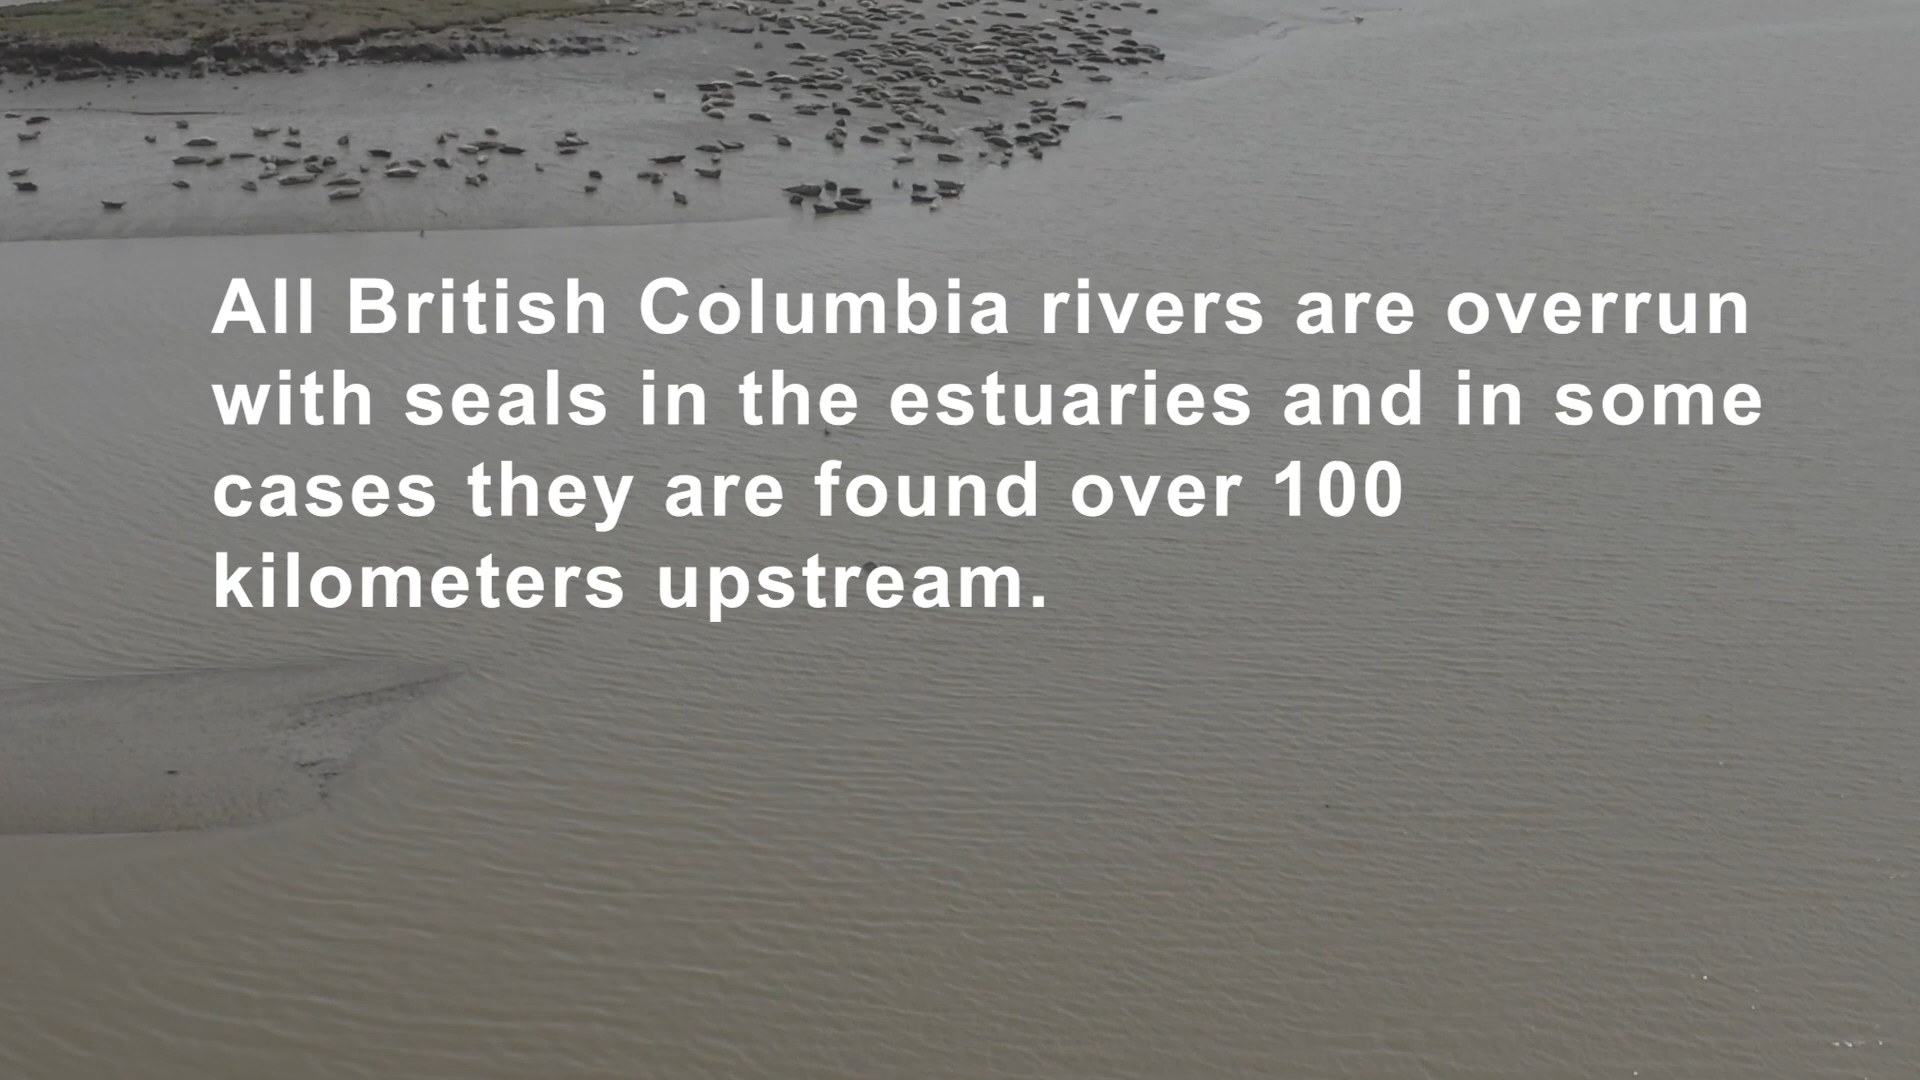 All British Columbia rivers are overrun
with seals in the estuaries and in some
cases they are found over 100
kilometers upstream.